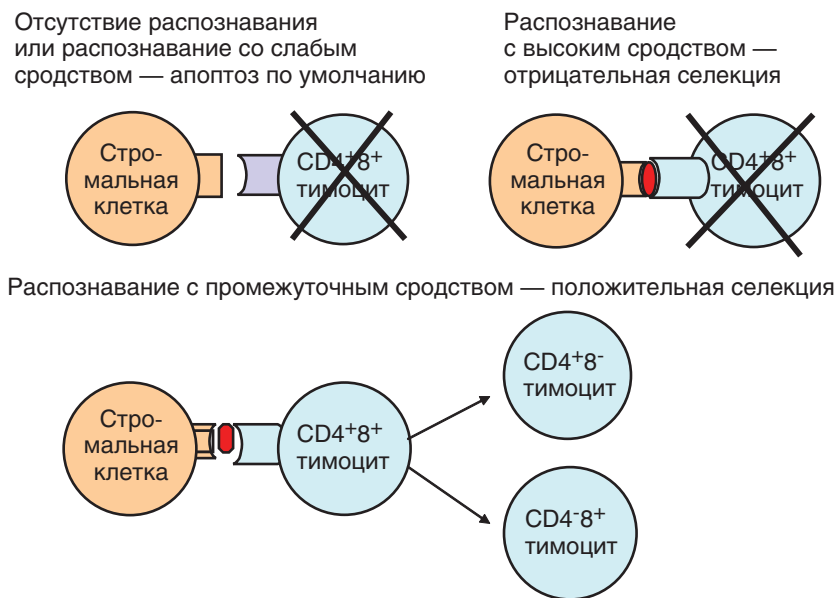 Отсутствие распознавания
или распознавание со слабым
сродством — апоптоз по умолчанию
Распознавание
с высоким сродством —
отрицательная селекция
Стро-
мальная
клетка
CD4⁺8⁺
тимоцит
Стро-
мальная
клетка
CD4⁺8⁺
тимоцит
Распознавание с промежуточным сродством — положительная селекция
Стро-
мальная
клетка
CD4⁺8⁺
тимоцит
CD4⁺8⁻
тимоцит
CD4⁻8⁺
тимоцит